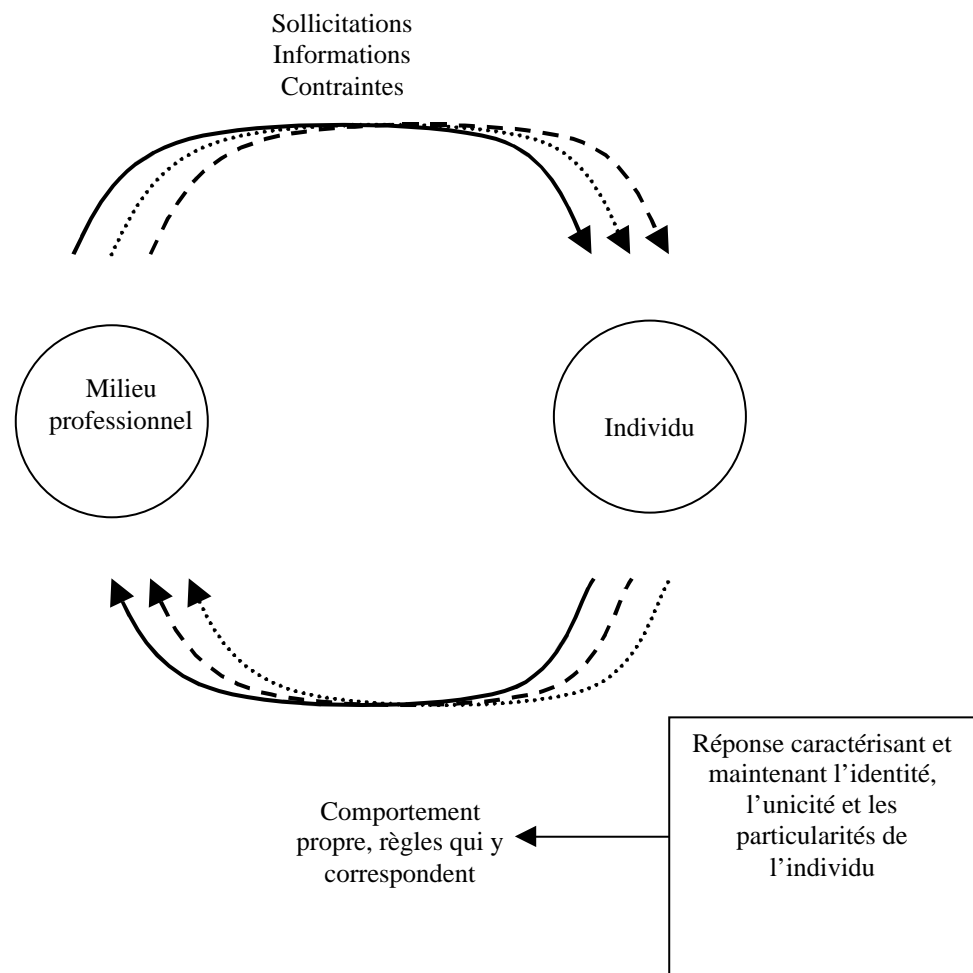 Sollicitations
Informations
Contraintes
Milieu
professionnel
Individu
Réponse caractérisant et
maintenant l’identité,
l’unicité et les
particularités de
l’individu
Comportement
propre, règles qui y
correspondent